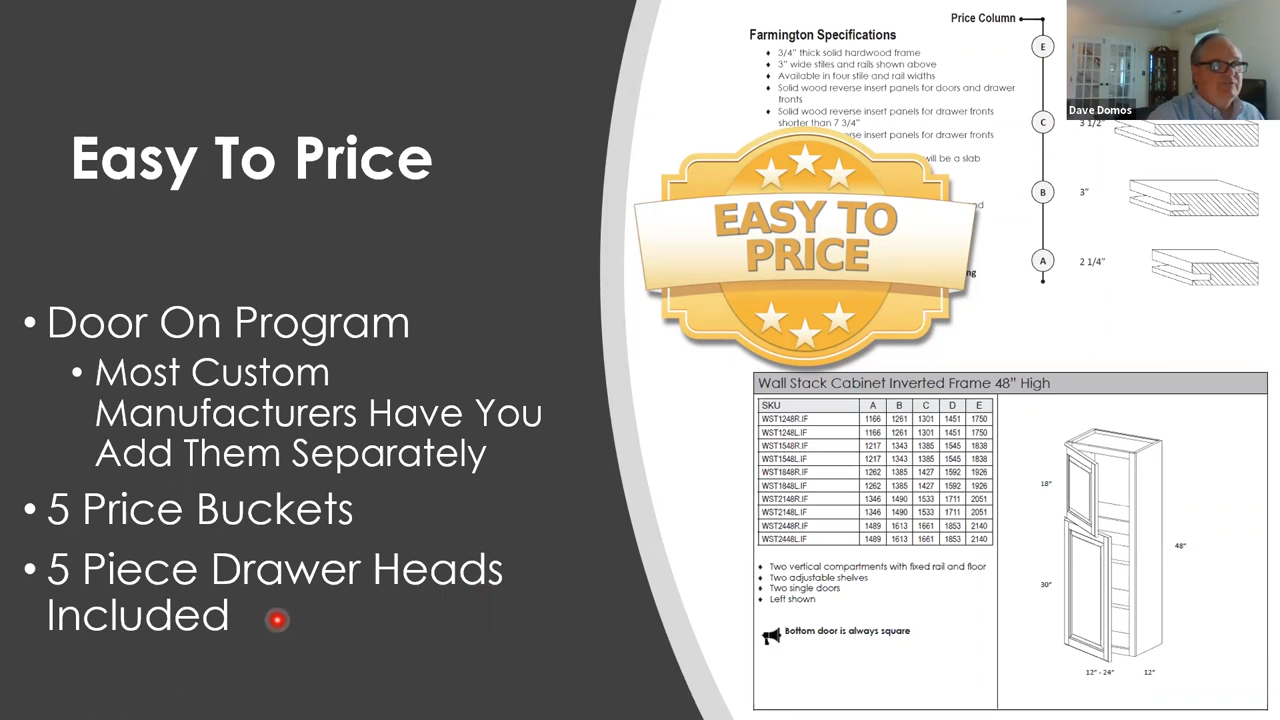 Easy To Price
• Door On Program
• Most Custom
Manufacturers Have You
Add Them Separately
• 5 Price Buckets
• 5 Piece Drawer Heads
Included
Price Column
Farmington Specifications
♦ 3/4" thick solid hardwood frame
♦ 3" wide stiles and rails shown above
♦ Available in four stile and rail widths
♦ Solid wood reverse insert panels for doors and drawer
fronts
♦ Solid wood reverse insert panels for drawer fronts
shorter than 7 3/4"
insert panels for drawer fronts
will be a slab
EASY TO
PRICE
E
C
3 1/2"
B
3"
A
2 1/4"
Dave Domos
Wall Stack Cabinet Inverted Frame 48" High
SKU A B C D E
WST1248R.IF 1166 1261 1301 1451 1750
WST1248L.IF 1166 1261 1301 1451 1750
WST1548R.IF 1217 1343 1385 1545 1838
WST1548L.IF 1217 1343 1385 1545 1838
WST1848R.IF 1262 1385 1427 1592 1926
WST1848L.IF 1262 1385 1427 1592 1926
WST2148R.IF 1346 1490 1533 1711 2051
WST2148L.IF 1346 1490 1533 1711 2051
WST2448R.IF 1489 1613 1661 1853 2140
WST2448L.IF 1489 1613 1661 1853 2140
♦ Two vertical compartments with fixed rail and floor
♦ Two adjustable shelves
♦ Two single doors
♦ Left shown
Bottom door is always square
18"
48"
30"
12" - 24"
12"